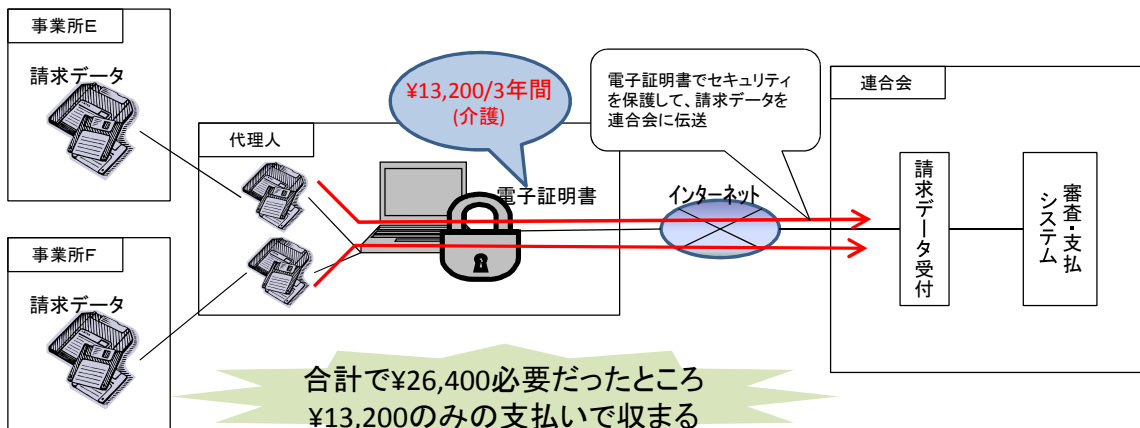 事業所E
請求データ
事業所F
請求データ
代理人
¥13,200/3年間
(介護)
電子証明書
電子証明書でセキュリティ
を保護して、請求データを
連合会に伝送
インターネット
連合会
請求データ受付
審査・支払
システム
合計で¥26,400必要だったところ
¥13,200のみの支払いで収まる